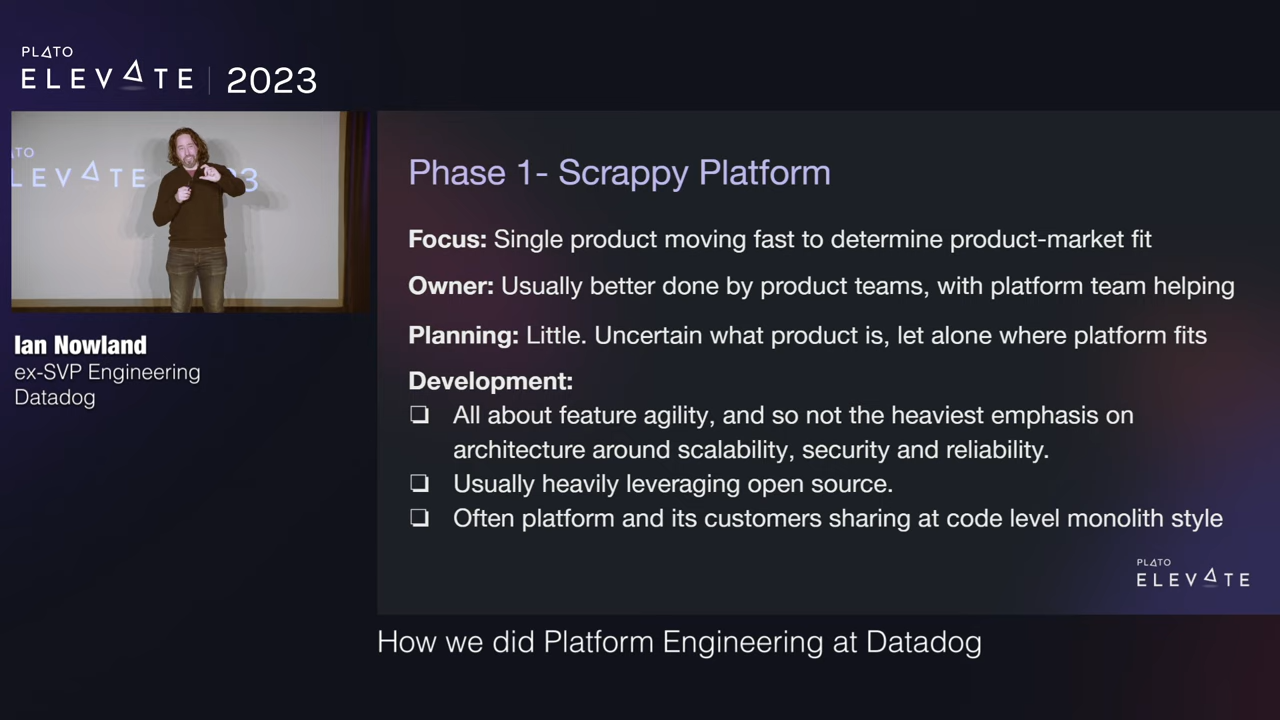 PLATO
ELEVATE | 2023
ATO
LEVATE 23
Ian Nowland
ex-SVP Engineering
Datadog
Phase 1- Scrappy Platform
Focus: Single product moving fast to determine product-market fit
Owner: Usually better done by product teams, with platform team helping
Planning: Little. Uncertain what product is, let alone where platform fits
Development:
❏ All about feature agility, and so not the heaviest emphasis on
architecture around scalability, security and reliability.
❏ Usually heavily leveraging open source.
❏ Often platform and its customers sharing at code level monolith style
PLATO
ELEVATE
How we did Platform Engineering at Datadog